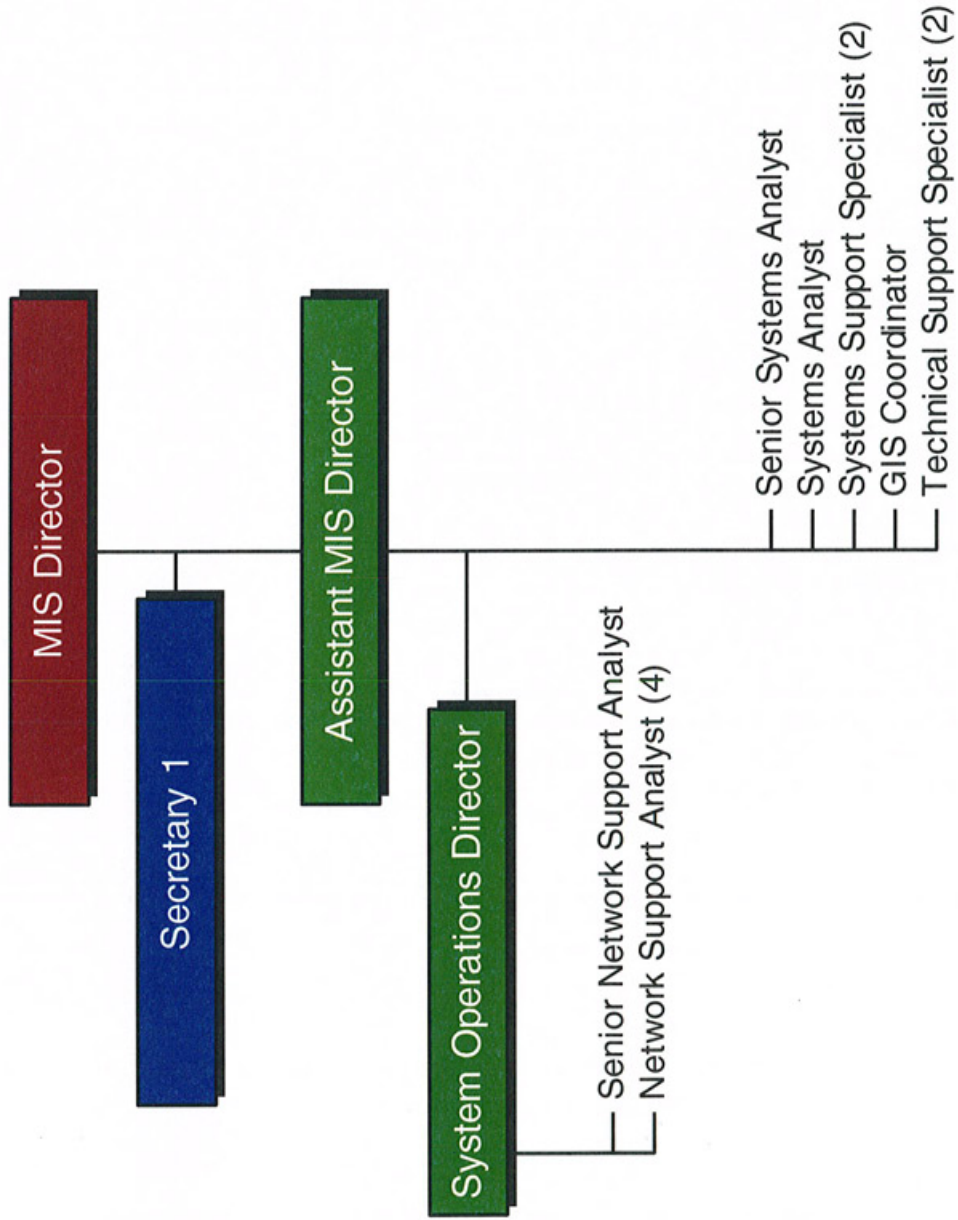 MIS Director
Secretary 1
Assistant MIS Director
System Operations Director
Senior Network Support Analyst
Network Support Analyst (4)
Senior Systems Analyst
Systems Analyst
Systems Support Specialist (2)
GIS Coordinator
Technical Support Specialist (2)